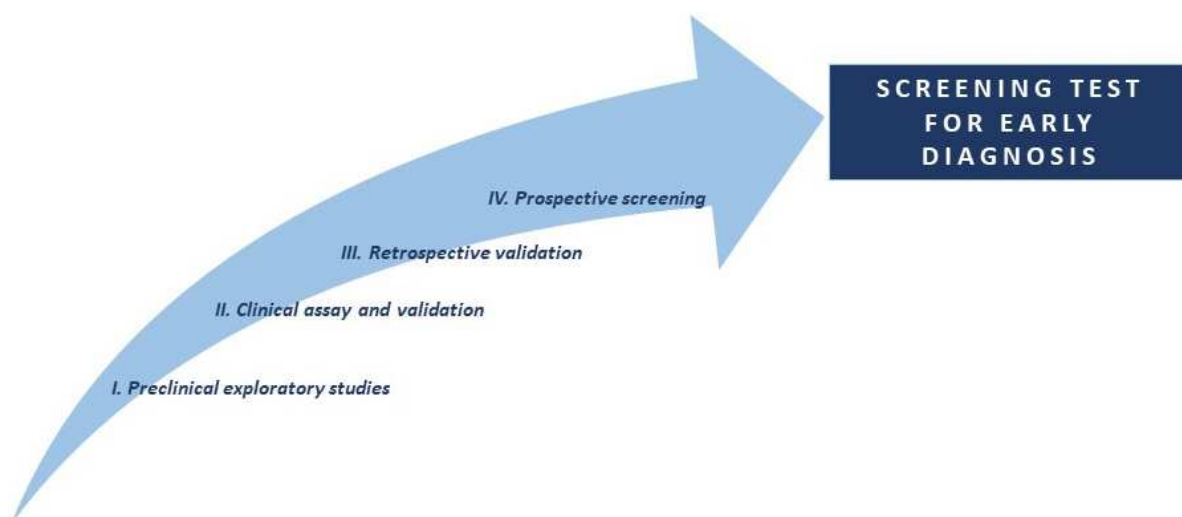 SCREENING TEST
FOR EARLY
DIAGNOSIS
IV. Prospective screening
III. Retrospective validation
II. Clinical assay and validation
I. Preclinical exploratory studies